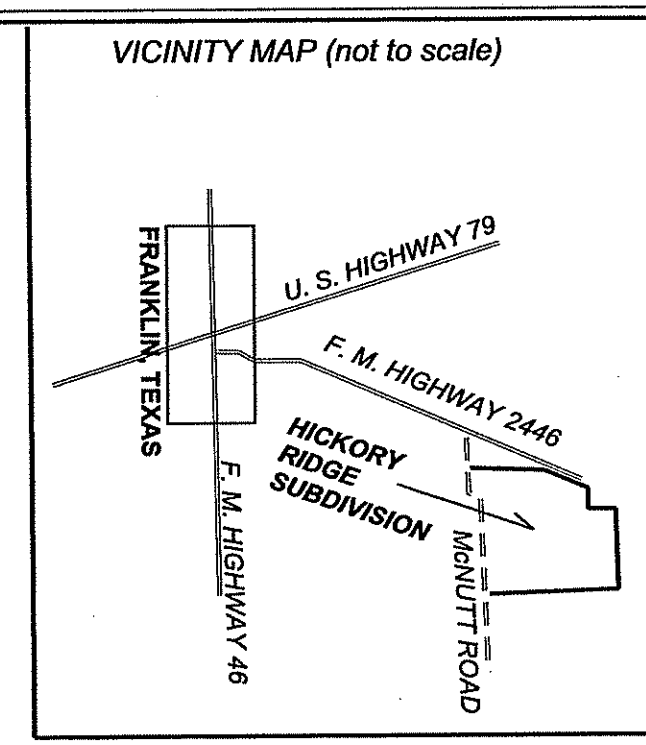 VICINITY MAP (not to scale)
FRANKLIN, TEXAS
U. S. HIGHWAY 79
F. M. HIGHWAY 2446
HICKORY
RIDGE
SUBDIVISION
F. M. HIGHWAY 46
McNUTT ROAD